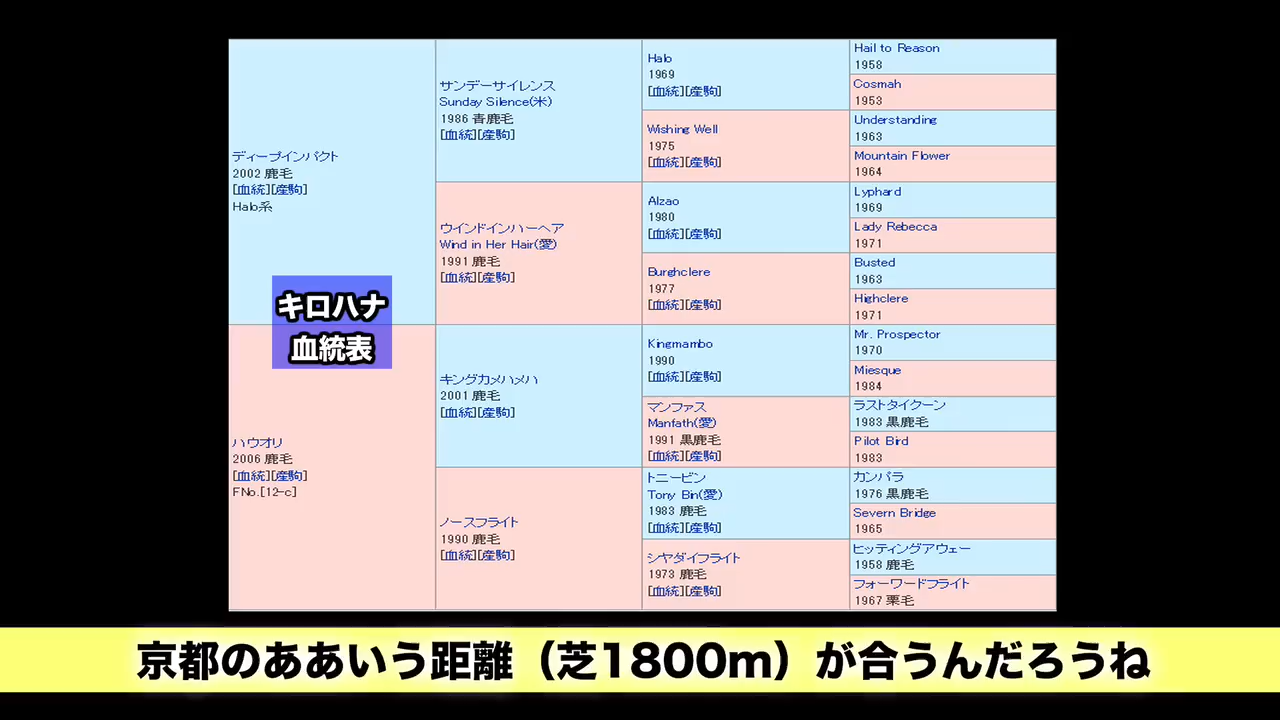 ディープインパクト
2002 鹿毛
[血統][産駒]
Halo系
ハウオリ
2006 鹿毛
[血統][産駒]
FNo.[12-c]
サンデーサイレンス
Sunday Silence(米)
1986 青鹿毛
[血統][産駒]
ウインドインハーヘア
Wind in Her Hair(愛)
1991 鹿毛
[血統][産駒]
キングカメハメハ
2001 鹿毛
[血統][産駒]
ノースフライト
1990 鹿毛
[血統][産駒]
Halo
1969
[血統][産駒]
Wishing Well
1975
[血統][産駒]
Alzao
1980
[血統][産駒]
Burghclere
1977
[血統][産駒]
Kingmambo
1990
[血統][産駒]
マンファス
Manfath(愛)
1991 黒鹿毛
[血統][産駒]
トニービン
Tony Bin(愛)
1983 鹿毛
[血統][産駒]
シヤダイフライト
1973 鹿毛
[血統][産駒]
Hail to Reason
1958
Cosmah
1953
Understanding
1963
Mountain Flower
1964
Lyphard
1969
Lady Rebecca
1971
Busted
1963
Highclere
1971
Mr. Prospector
1970
Miesque
1984
ラストタイクーン
1983 黒鹿毛
Pilot Bird
1983
カンパラ
1976 黒鹿毛
Severn Bridge
1965
ヒッティングアウェー
1958 鹿毛
フォーワードフライト
1967 栗毛
キロハナ
血統表
京都のああいう距離（芝1800m）が合うんだろうね